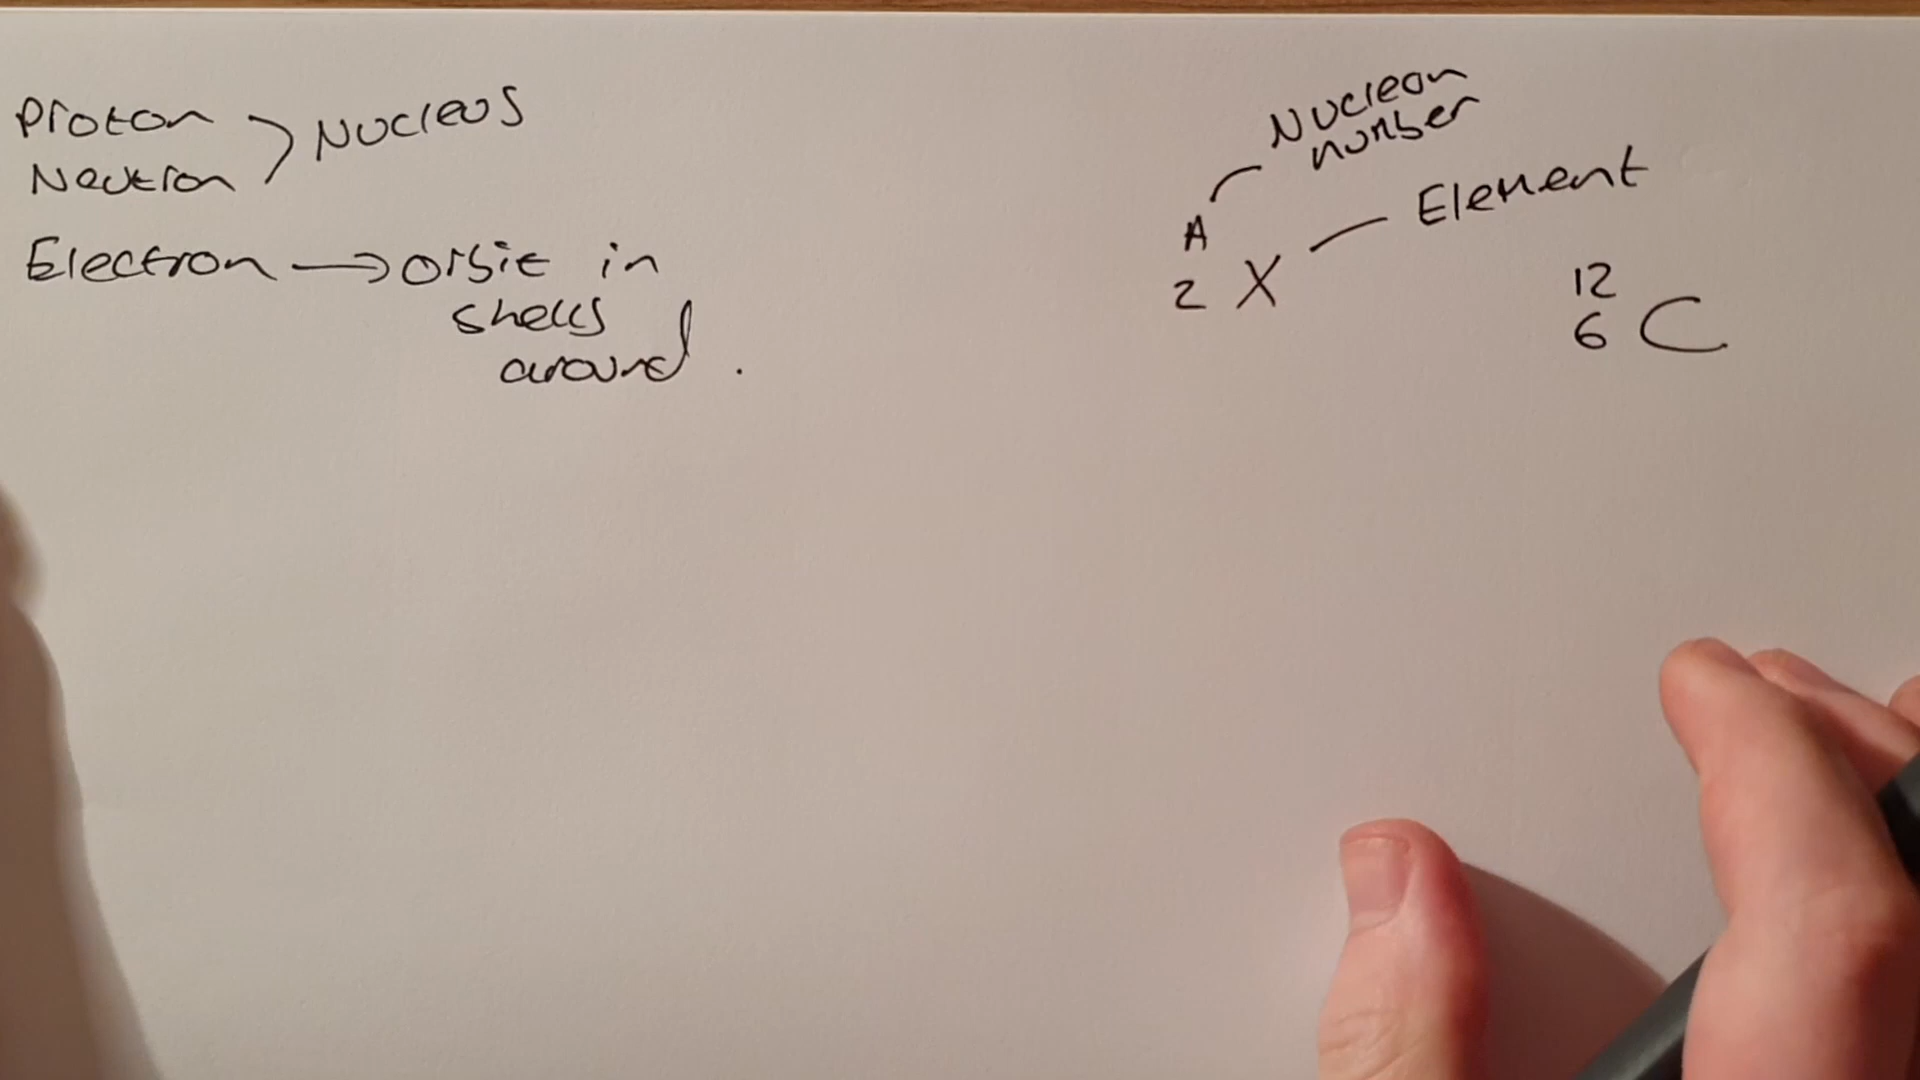 Proton
Neutron
Nucleus
Electron → orbit in
shells
around.
Nucleon
number
A
Z X
Element
12
6 C